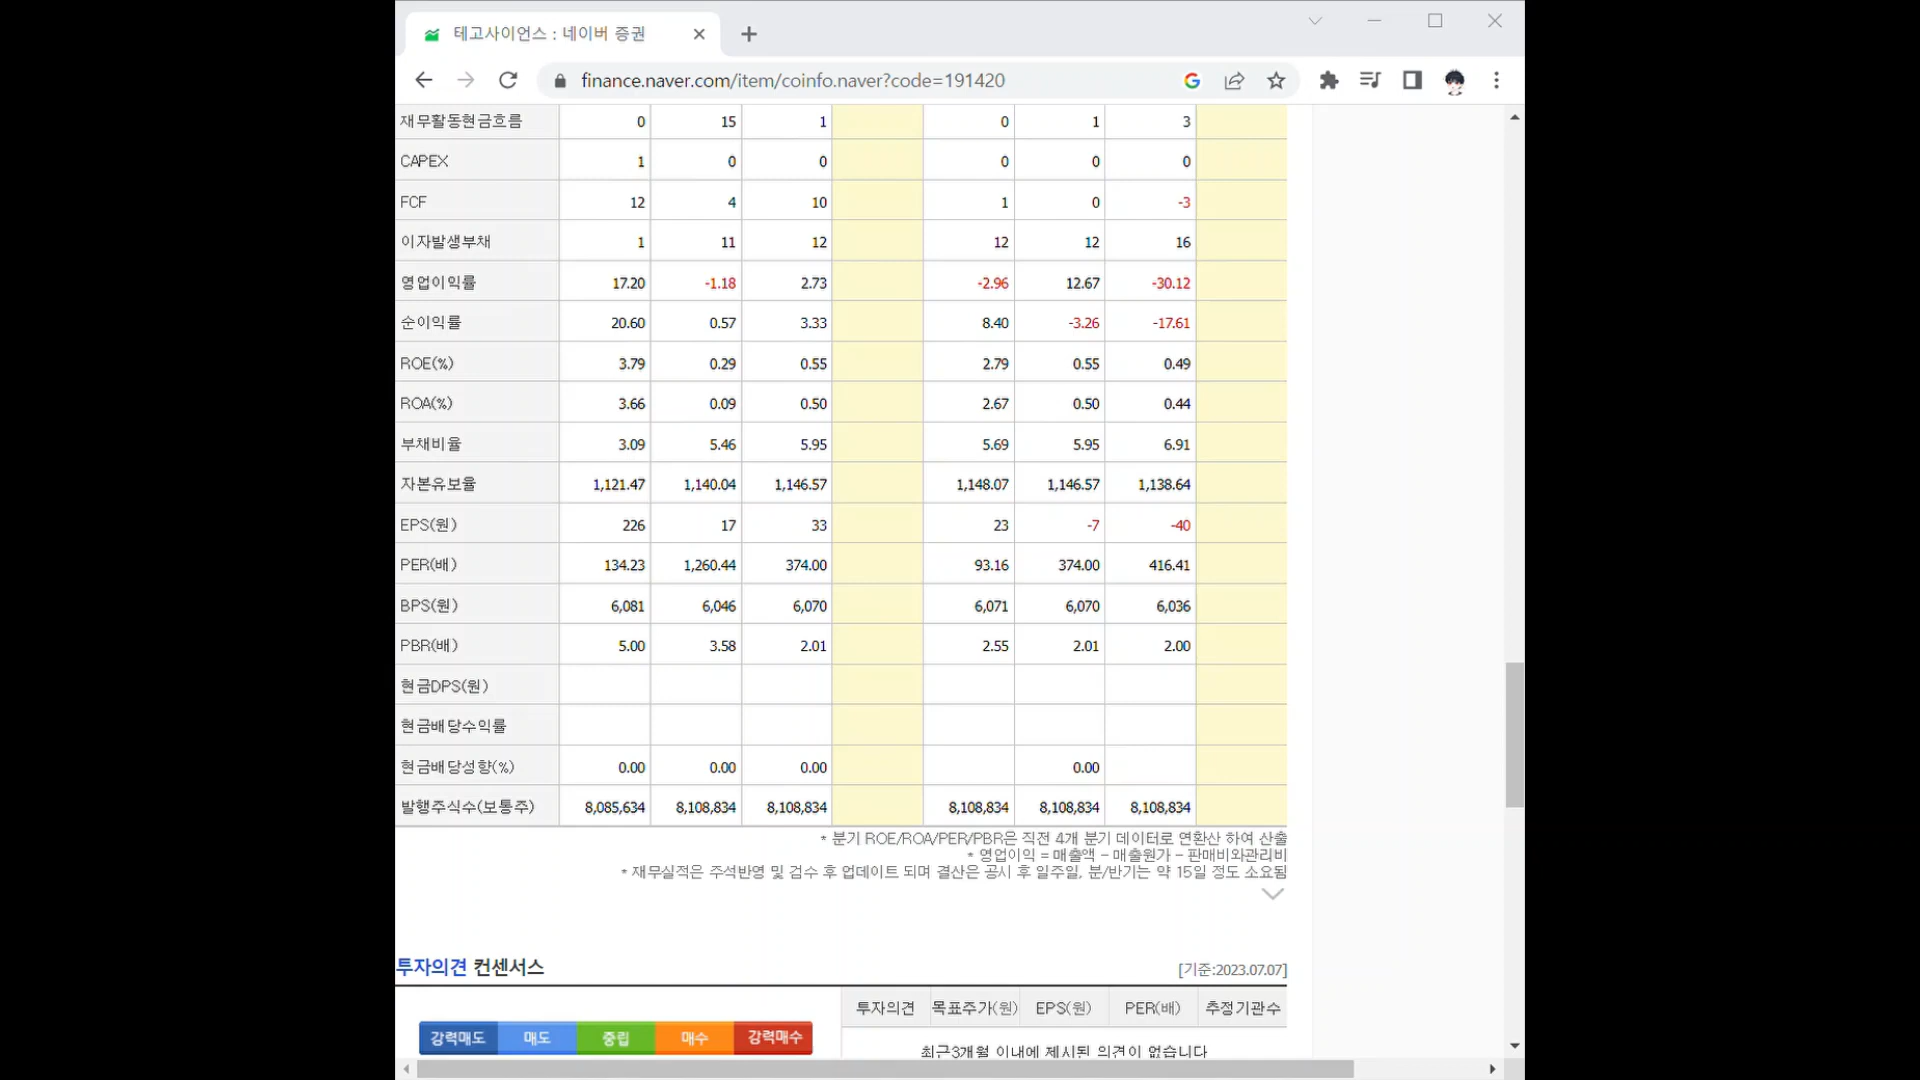 테고사이언스 : 네이버 증권
finance.naver.com/item/coinfo.naver?code=191420
재무활동현금흐름 0 15 1 0 1 3
CAPEX 1 0 0 0 0 0
FCF 12 4 10 1 0 -3
이자발생부채 1 11 12 12 12 16
영업이익률 17.20 -1.18 2.73 -2.96 12.67 -30.12
순이익률 20.60 0.57 3.33 8.40 -3.26 -17.61
ROE(%) 3.79 0.29 0.55 2.79 0.55 0.49
ROA(%) 3.66 0.09 0.50 2.67 0.50 0.44
부채비율 3.09 5.46 5.95 5.69 5.95 6.91
자본유보율 1,121.47 1,140.04 1,146.57 1,148.07 1,146.57 1,138.64
EPS(원) 226 17 33 23 -7 -40
PER(배) 134.23 1,260.44 374.00 93.16 374.00 416.41
BPS(원) 6,081 6,046 6,070 6,071 6,070 6,036
PBR(배) 5.00 3.58 2.01 2.55 2.01 2.00
현금DPS(원)
현금배당수익률
현금배당성향(%) 0.00 0.00 0.00 0.00
발행주식수(보통주) 8,085,634 8,108,834 8,108,834 8,108,834 8,108,834 8,108,834
* 분기 ROE/ROA/PER/PBR은 직전 4개 분기 데이터로 연환산 하여 산출
* 영업이익 = 매출액 - 매출원가 - 판매비와관리비
* 재무실적은 주석반영 및 검수 후 업데이트 되며 결산은 공시 후 일주일, 분/반기는 약 15일 정도 소요됨
투자의견 컨센서스 [기준:2023.07.07]
투자의견 목표주가(원) EPS(원) PER(배) 추정기관수
강력매도 매도 중립 매수 강력매수
최근3개월 이내에 제시된 의견이 없습니다